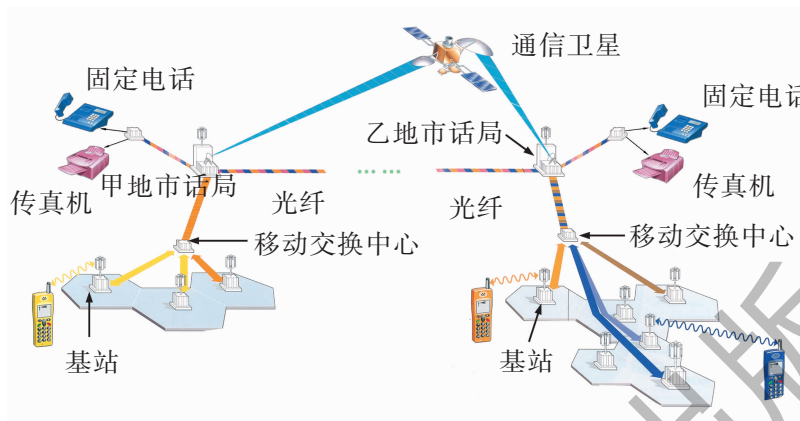 通信卫星
固定电话
固定电话
乙地市话局
传真机
甲地市话局
光纤
光纤
传真机
移动交换中心
移动交换中心
基站
基站
版